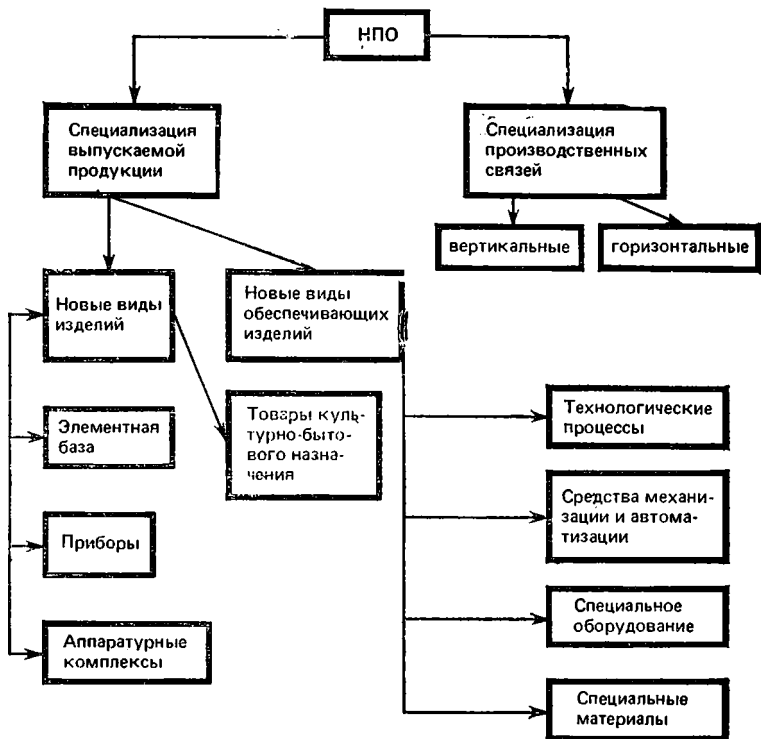 НПО
Специализация
выпускаемой
продукции
Специализация
производственных
связей
вертикальные
горизонтальные
Новые виды
изделий
Новые виды
обеспечивающих
изделий
Элементная
база
Товары куль-
турно-быто-
вого назна-
чения
Приборы
Аппаратурные
комплексы
Технологические
процессы
Средства механи-
зации и автома-
тизации
Специальное
оборудование
Специальные
материалы